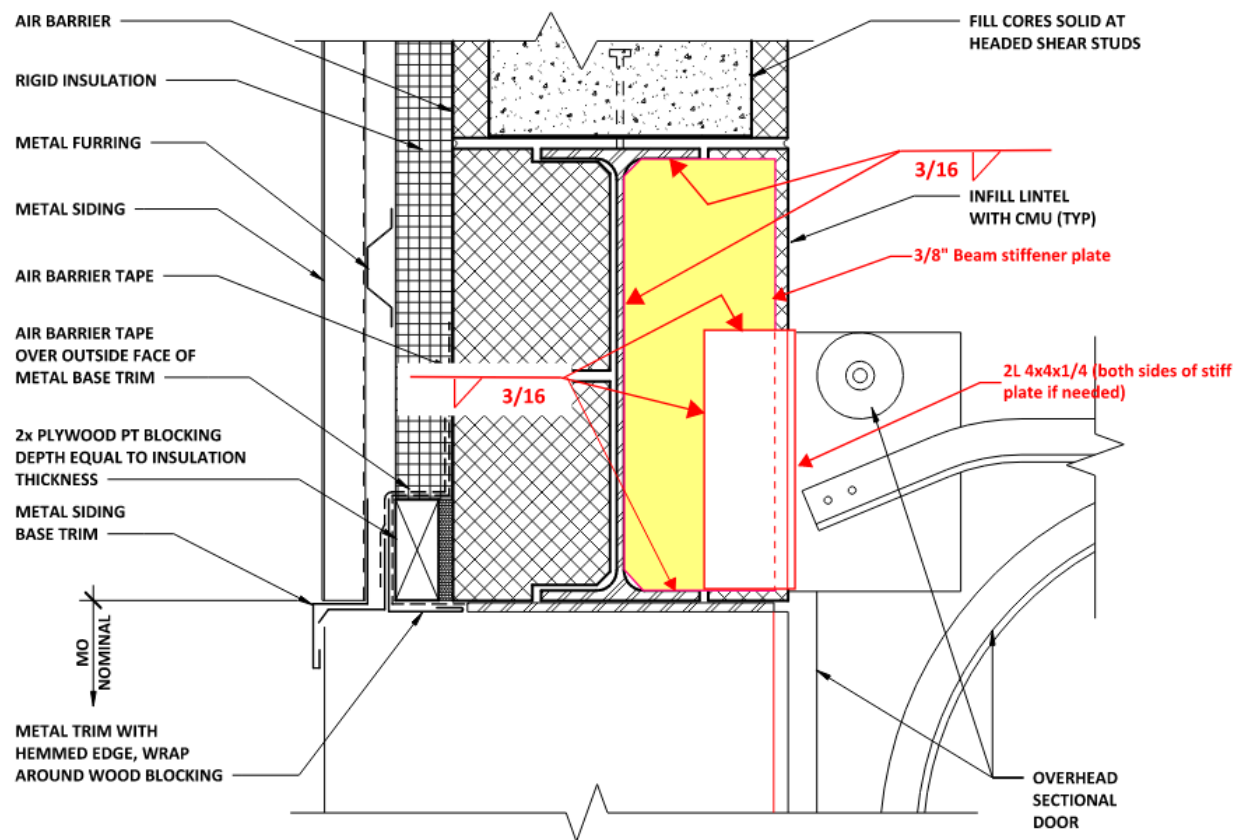 AIR BARRIER
RIGID INSULATION
METAL FURRING
METAL SIDING
AIR BARRIER TAPE
AIR BARRIER TAPE
OVER OUTSIDE FACE OF
METAL BASE TRIM
2x PLYWOOD PT BLOCKING
DEPTH EQUAL TO INSULATION
THICKNESS
METAL SIDING
BASE TRIM
MO
NOMINAL
METAL TRIM WITH
HEMMED EDGE, WRAP
AROUND WOOD BLOCKING
3/16
FILL CORES SOLID AT
HEADED SHEAR STUDS
3/16
INFILL LINTEL
WITH CMU (TYP)
3/8" Beam stiffener plate
2L 4x4x1/4 (both sides of stiff
plate if needed)
OVERHEAD
SECTIONAL
DOOR